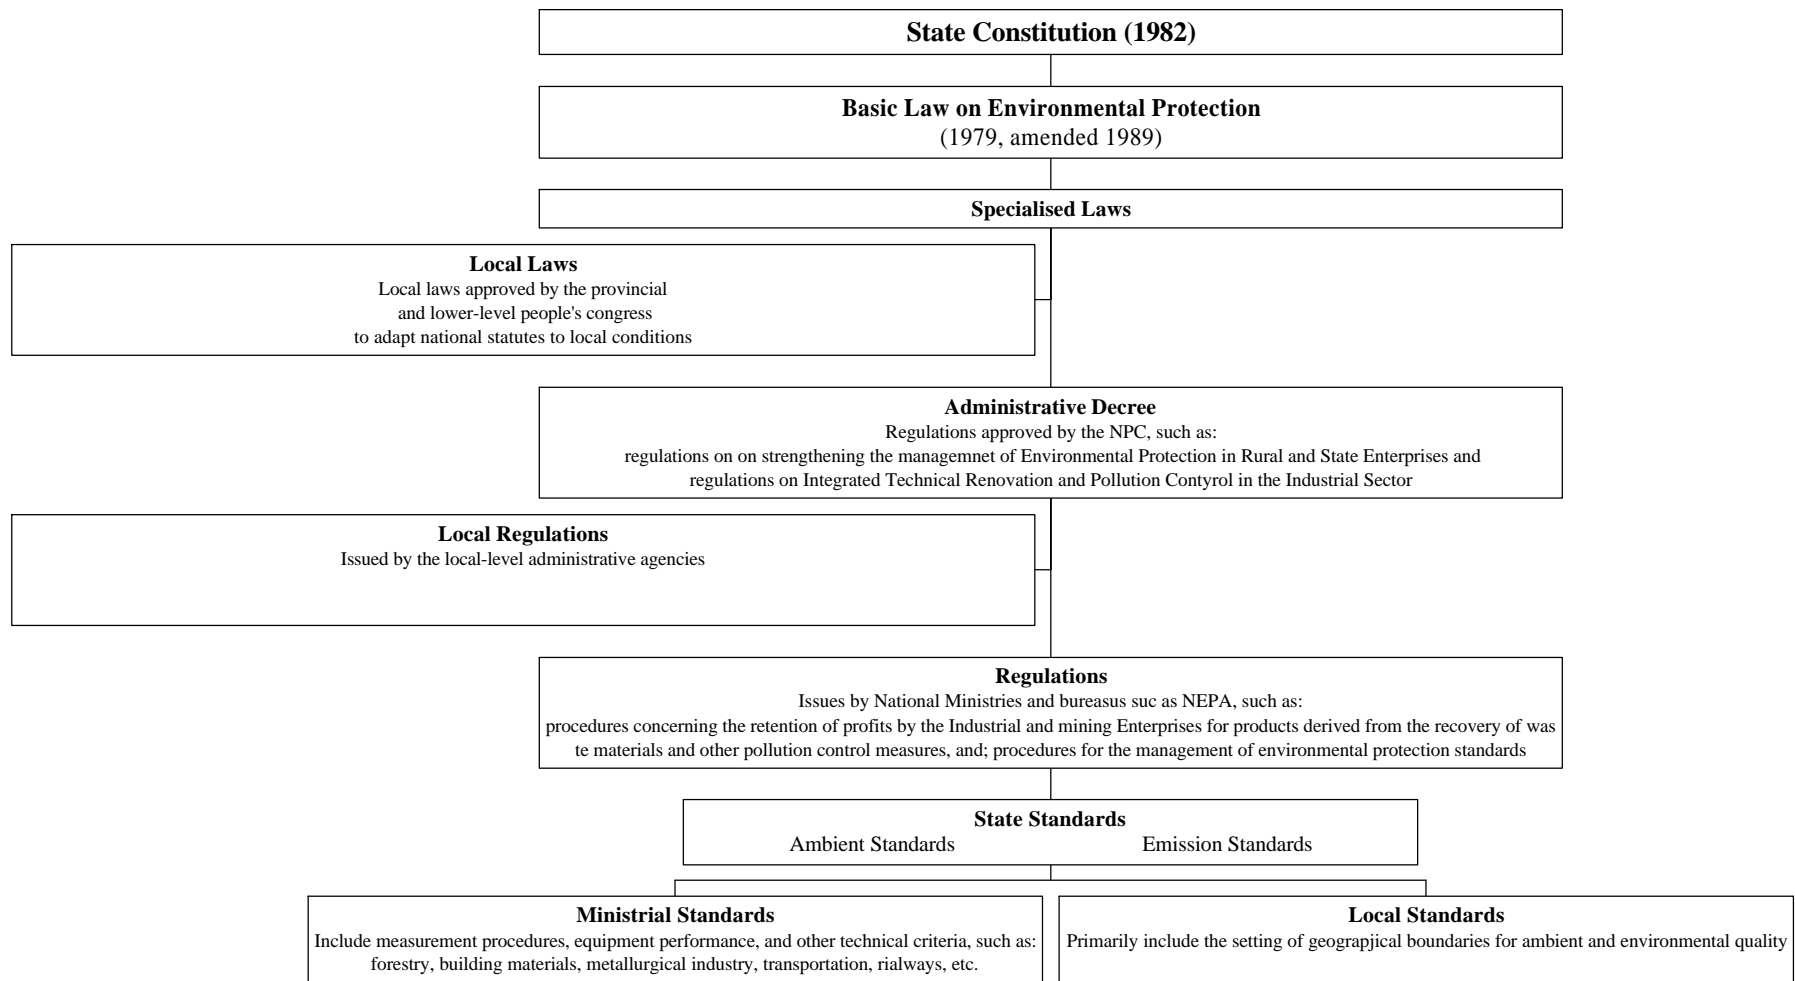 State Constitution (1982)
Basic Law on Environmental Protection
(1979, amended 1989)
Specialised Laws
Local Laws
Local laws approved by the provincial
and lower-level people's congress
to adapt national statutes to local conditions
Administrative Decree
Regulations approved by the NPC, such as:
regulations on on strengthening the managemnet of Environmental Protection in Rural and State Enterprises and
regulations on Integrated Technical Renovation and Pollution Contyrol in the Industrial Sector
Local Regulations
Issued by the local-level administrative agencies
Regulations
Issues by National Ministries and bureasus suc as NEPA, such as:
procedures concerning the retention of profits by the Industrial and mining Enterprises for products derived from the recovery of was
te materials and other pollution control measures, and; procedures for the management of environmental protection standards
State Standards
Ambient Standards Emission Standards
Ministrial Standards
Include measurement procedures, equipment performance, and other technical criteria, such as:
forestry, building materials, metallurgical industry, transportation, rialways, etc.
Local Standards
Primarily include the setting of geograpjical boundaries for ambient and environmental quality